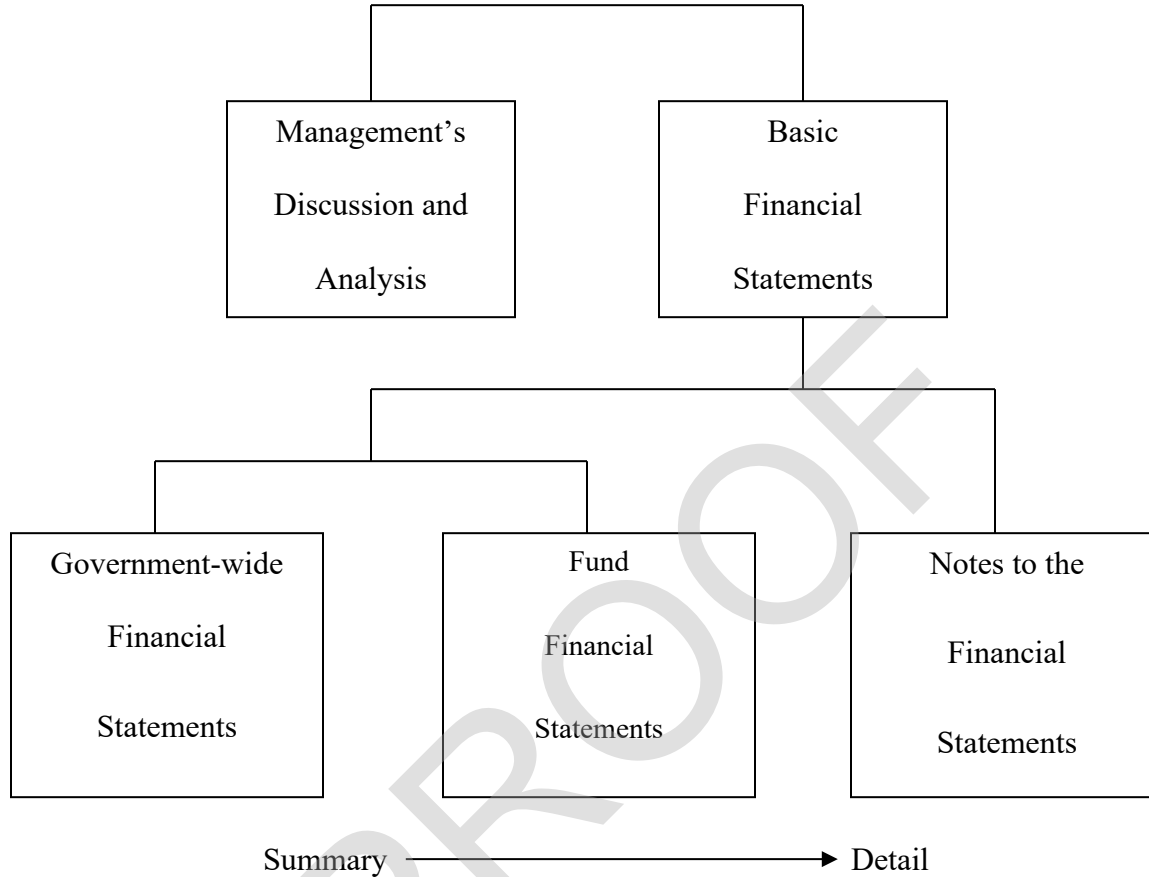 Management’s
Discussion and
Analysis
Basic
Financial
Statements
Government-wide
Financial
Statements
Fund
Financial
Statements
Notes to the
Financial
Statements
Summary
Detail
PROOF